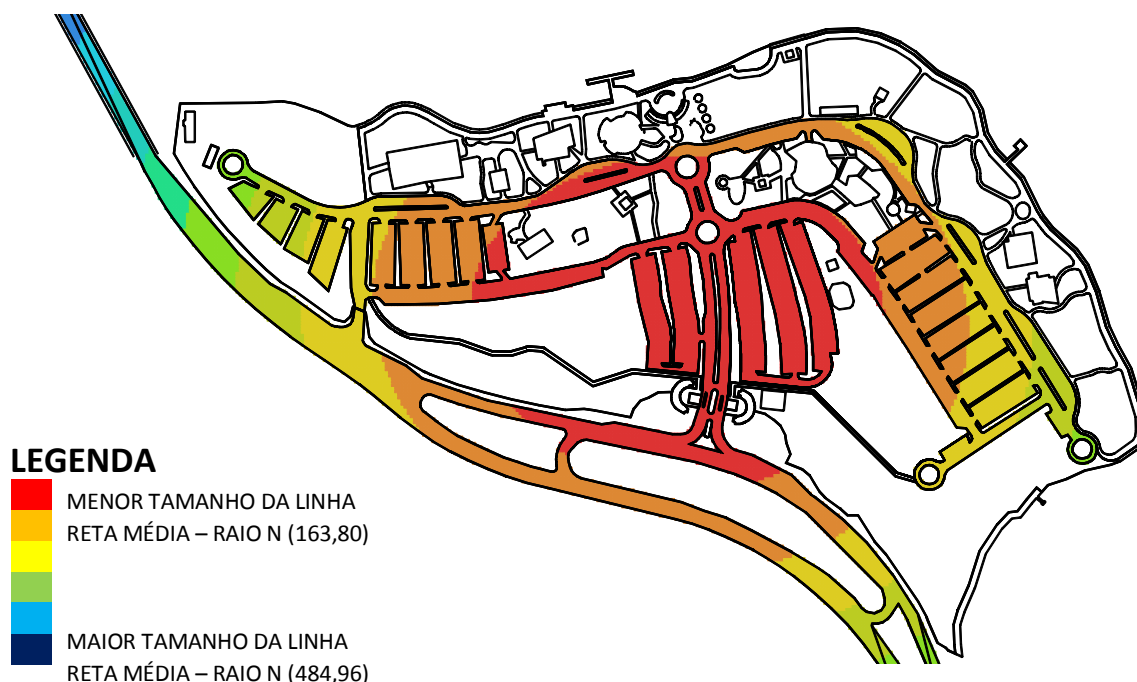 LEGENDA
MENOR TAMANHO DA LINHA
RETA MÉDIA – RAIO N (163,80)
MAIOR TAMANHO DA LINHA
RETA MÉDIA – RAIO N (484,96)